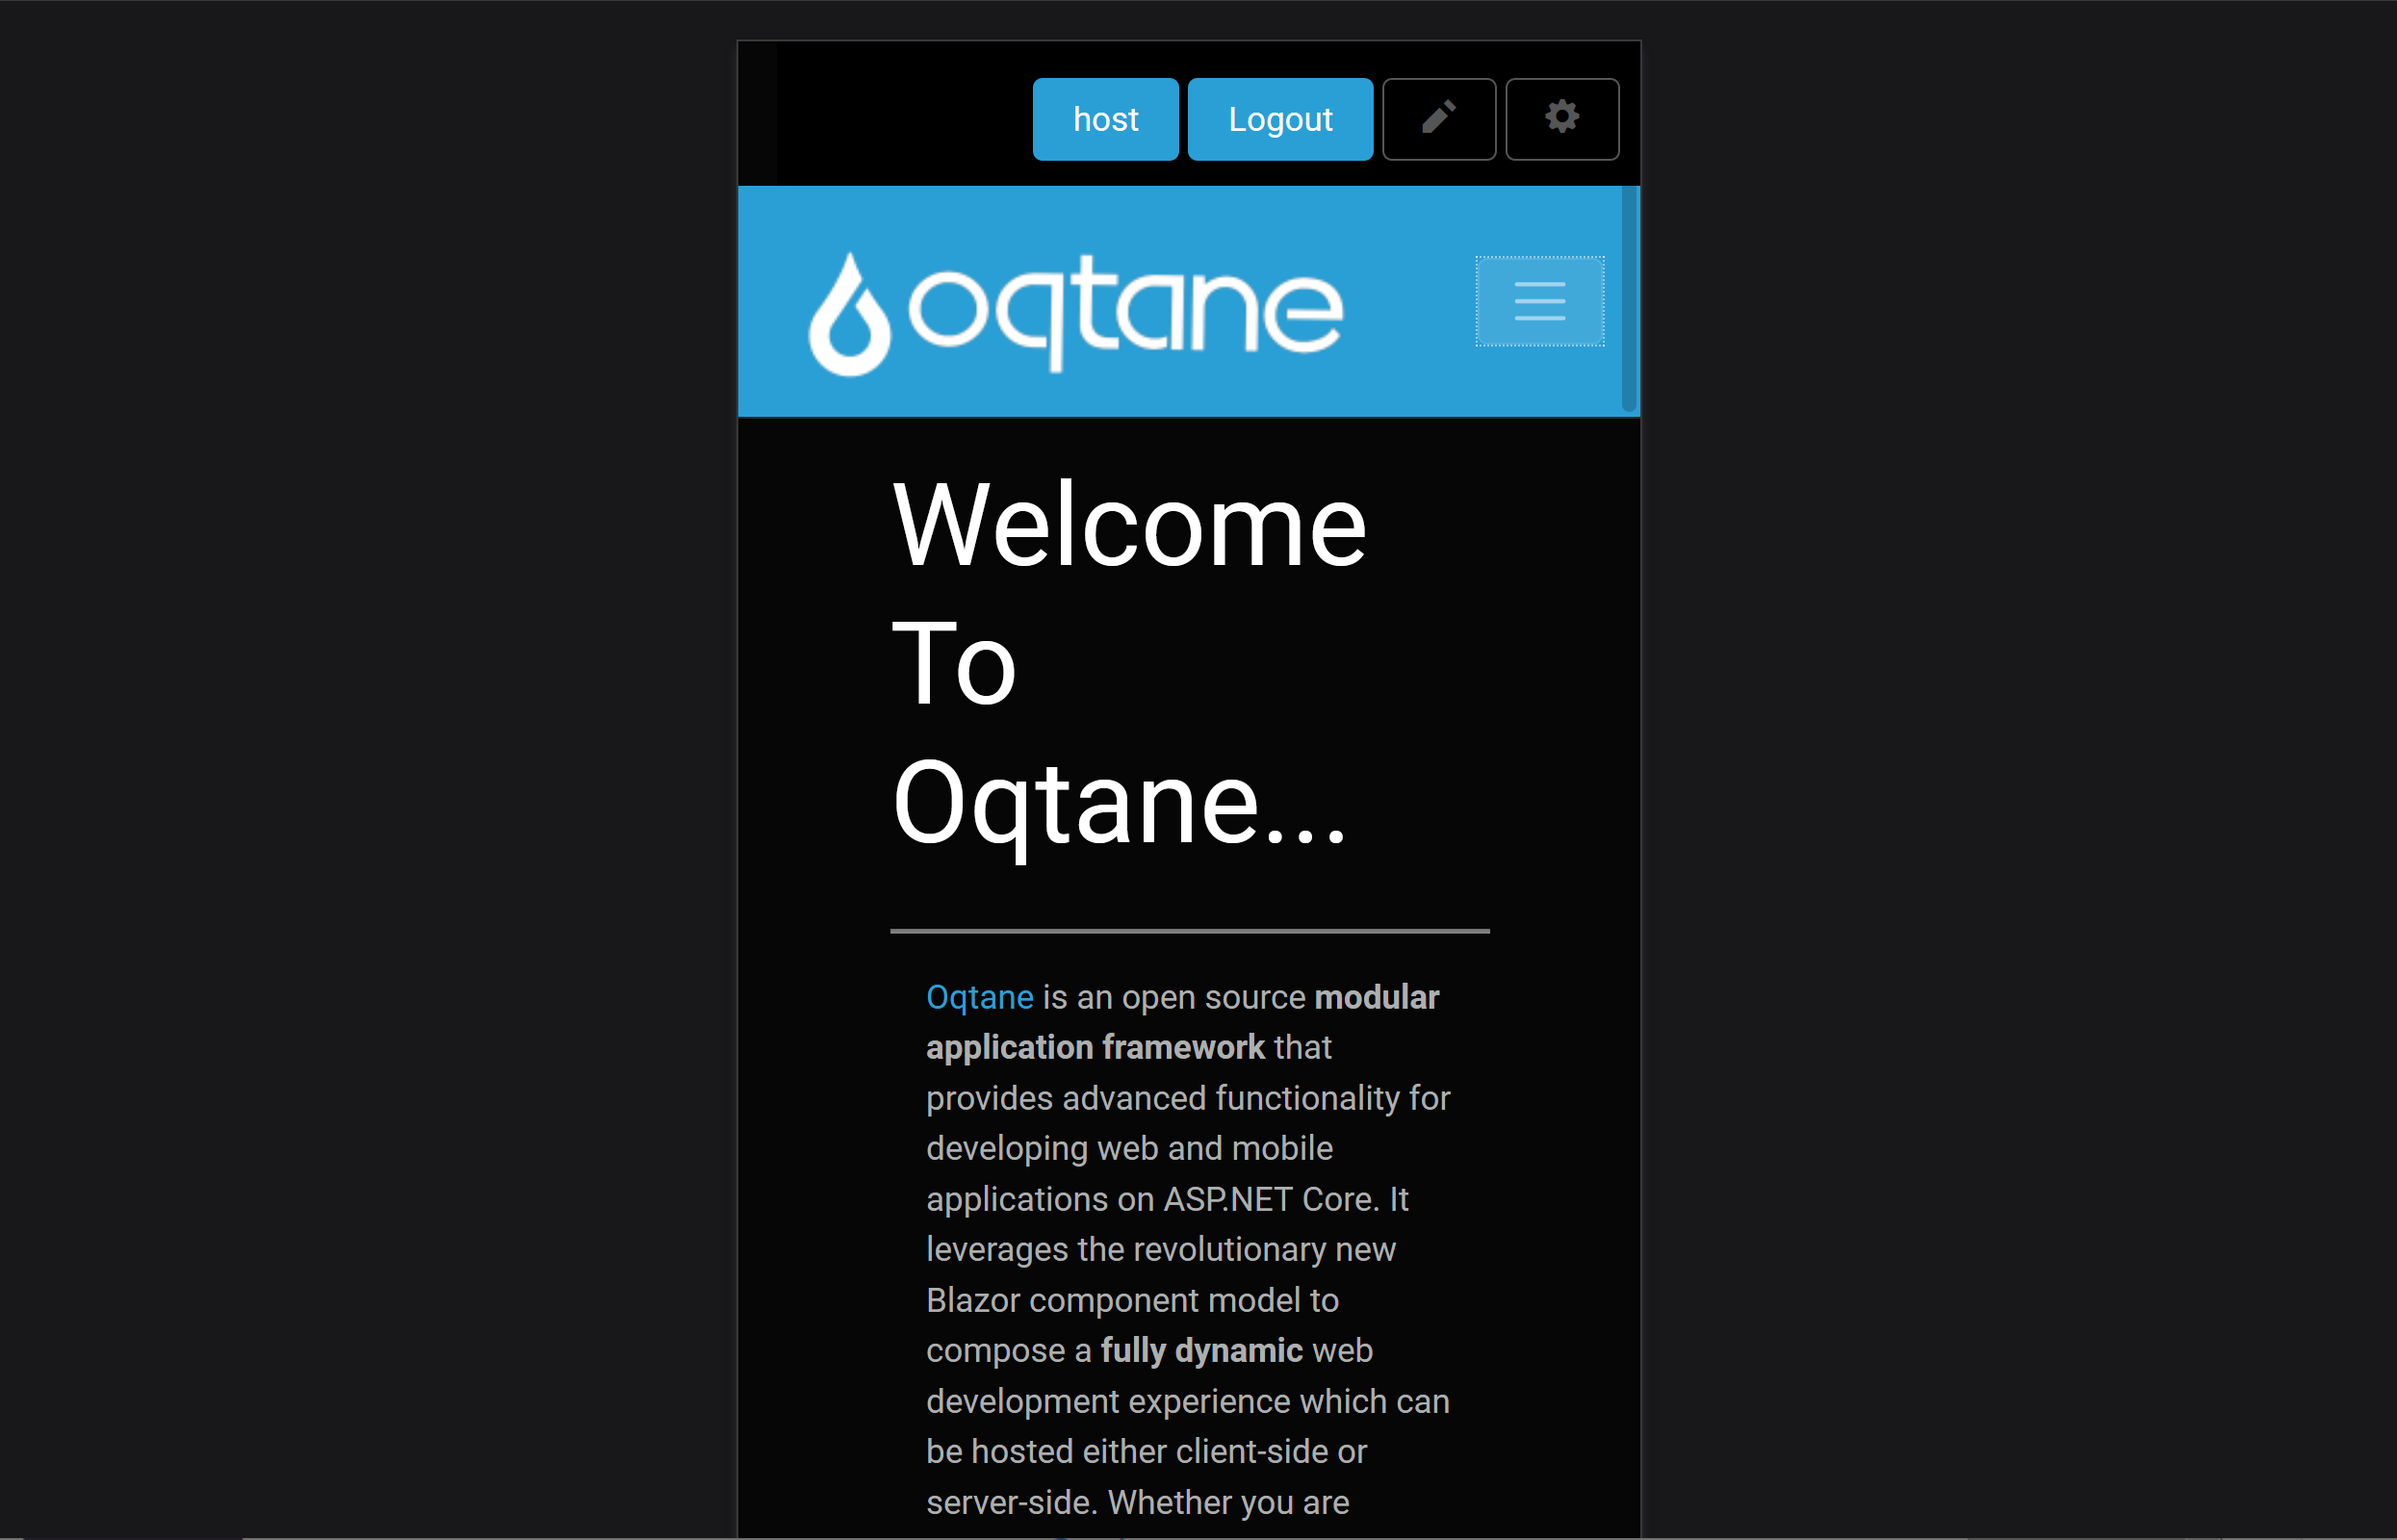 host Logout
oqtane
Welcome
To
Oqtane...
Oqtane is an open source modular
application framework that
provides advanced functionality for
developing web and mobile
applications on ASP.NET Core. It
leverages the revolutionary new
Blazor component model to
compose a fully dynamic web
development experience which can
be hosted either client-side or
server-side. Whether you are